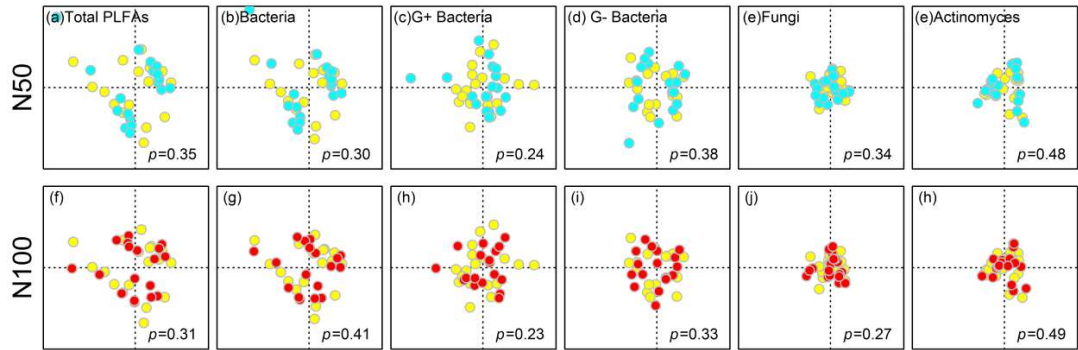 (a)Total PLFAs
(b)Bacteria
(c)G+ Bacteria
(d) G- Bacteria
(e)Fungi
(e)Actinomyces
N50
p=0.35
p=0.30
p=0.24
p=0.38
p=0.34
p=0.48
(f)
(g)
(h)
(i)
(j)
(h)
N100
p=0.31
p=0.41
p=0.23
p=0.33
p=0.27
p=0.49